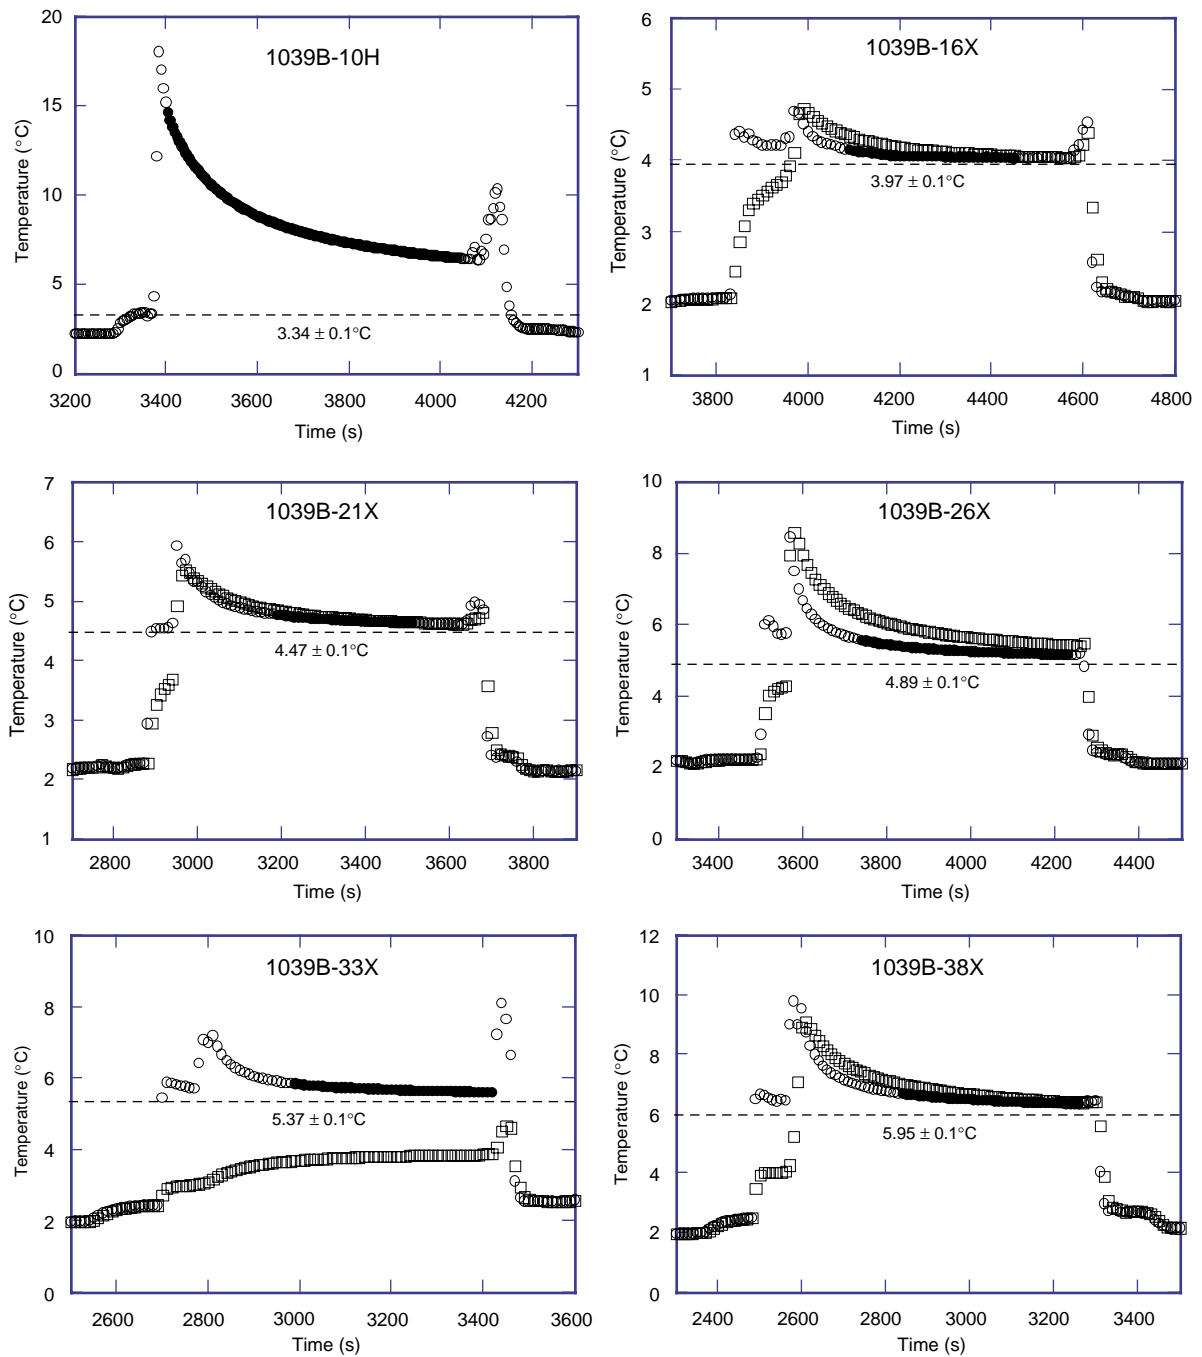 1039B-10H
Temperature (°C)
20
15
10
5
0
3.34 ± 0.1°C
3200 3400 3600 3800 4000 4200
Time (s)
1039B-16X
Temperature (°C)
6
5
4
3
2
1
3.97 ± 0.1°C
3800 4000 4200 4400 4600 4800
Time (s)
1039B-21X
Temperature (°C)
7
6
5
4
3
2
1
4.47 ± 0.1°C
2800 3000 3200 3400 3600 3800
Time (s)
1039B-26X
Temperature (°C)
10
8
6
4
2
0
4.89 ± 0.1°C
3400 3600 3800 4000 4200 4400
Time (s)
1039B-33X
Temperature (°C)
10
8
6
4
2
0
5.37 ± 0.1°C
2600 2800 3000 3200 3400 3600
Time (s)
1039B-38X
Temperature (°C)
12
10
8
6
4
2
0
5.95 ± 0.1°C
2400 2600 2800 3000 3200 3400
Time (s)